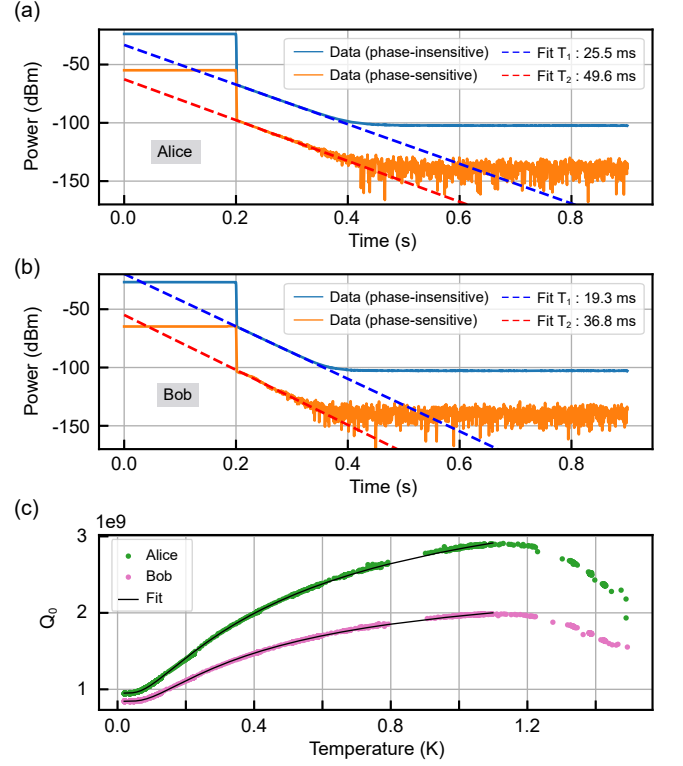 (a)
Power (dBm)
-50
-100
-150
Data (phase-insensitive)
Data (phase-sensitive)
Fit T₁ : 25.5 ms
Fit T₂ : 49.6 ms
Alice
0.0 0.2 0.4 0.6 0.8
Time (s)
(b)
Power (dBm)
-50
-100
-150
Data (phase-insensitive)
Data (phase-sensitive)
Fit T₁ : 19.3 ms
Fit T₂ : 36.8 ms
Bob
0.0 0.2 0.4 0.6 0.8
Time (s)
(c)
1e9
Q₀
3
2
1
Alice
Bob
Fit
0.0 0.4 0.8 1.2
Temperature (K)